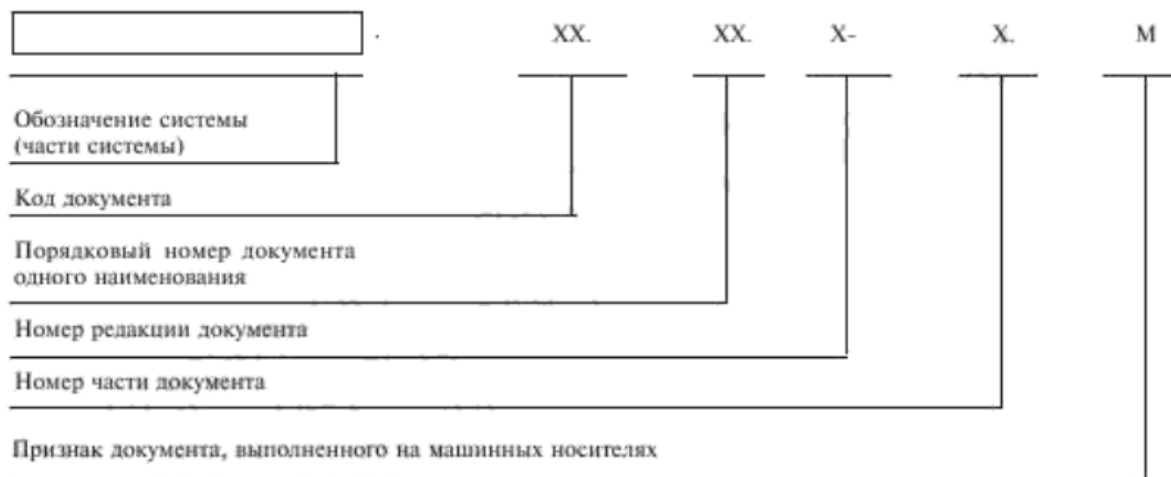 . XX. XX. X- X. М
Обозначение системы
(части системы)
Код документа
Порядковый номер документа
одного наименования
Номер редакции документа
Номер части документа
Признак документа, выполненного на машинных носителях